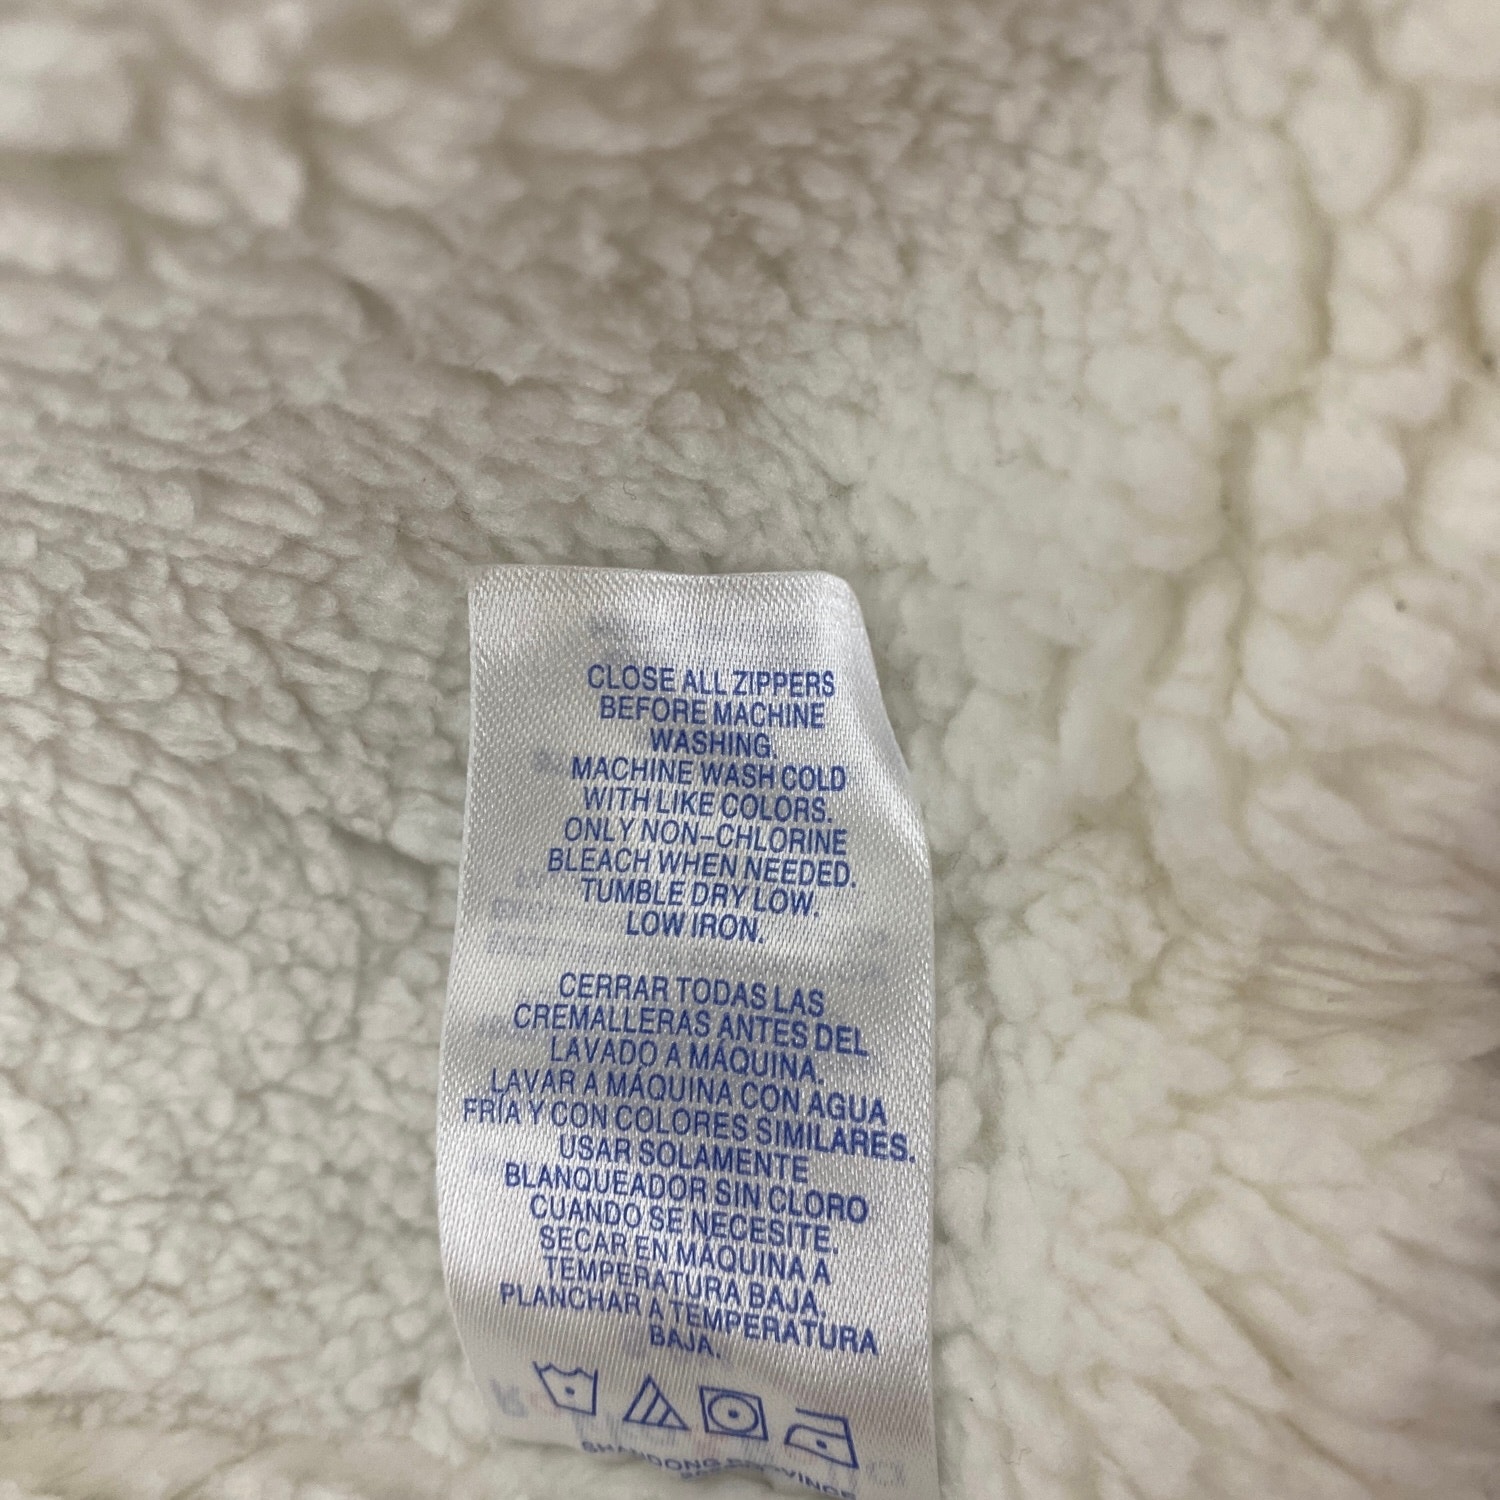 CLOSE ALL ZIPPERS
BEFORE MACHINE
WASHING.
MACHINE WASH COLD
WITH LIKE COLORS.
ONLY NON-CHLORINE
BLEACH WHEN NEEDED.
TUMBLE DRY LOW.
LOW IRON.
CERRAR TODAS LAS
CREMALLERAS ANTES DEL
LAVADO A MÁQUINA.
LAVAR A MÁQUINA CON AGUA
FRÍA Y CON COLORES SIMILARES.
USAR SOLAMENTE
BLANQUEADOR SIN CLORO
CUANDO SE NECESITE.
SECAR EN MÁQUINA A
TEMPERATURA BAJA.
PLANCHAR A TEMPERATURA
BAJA.
SHANDONG PROVINCE